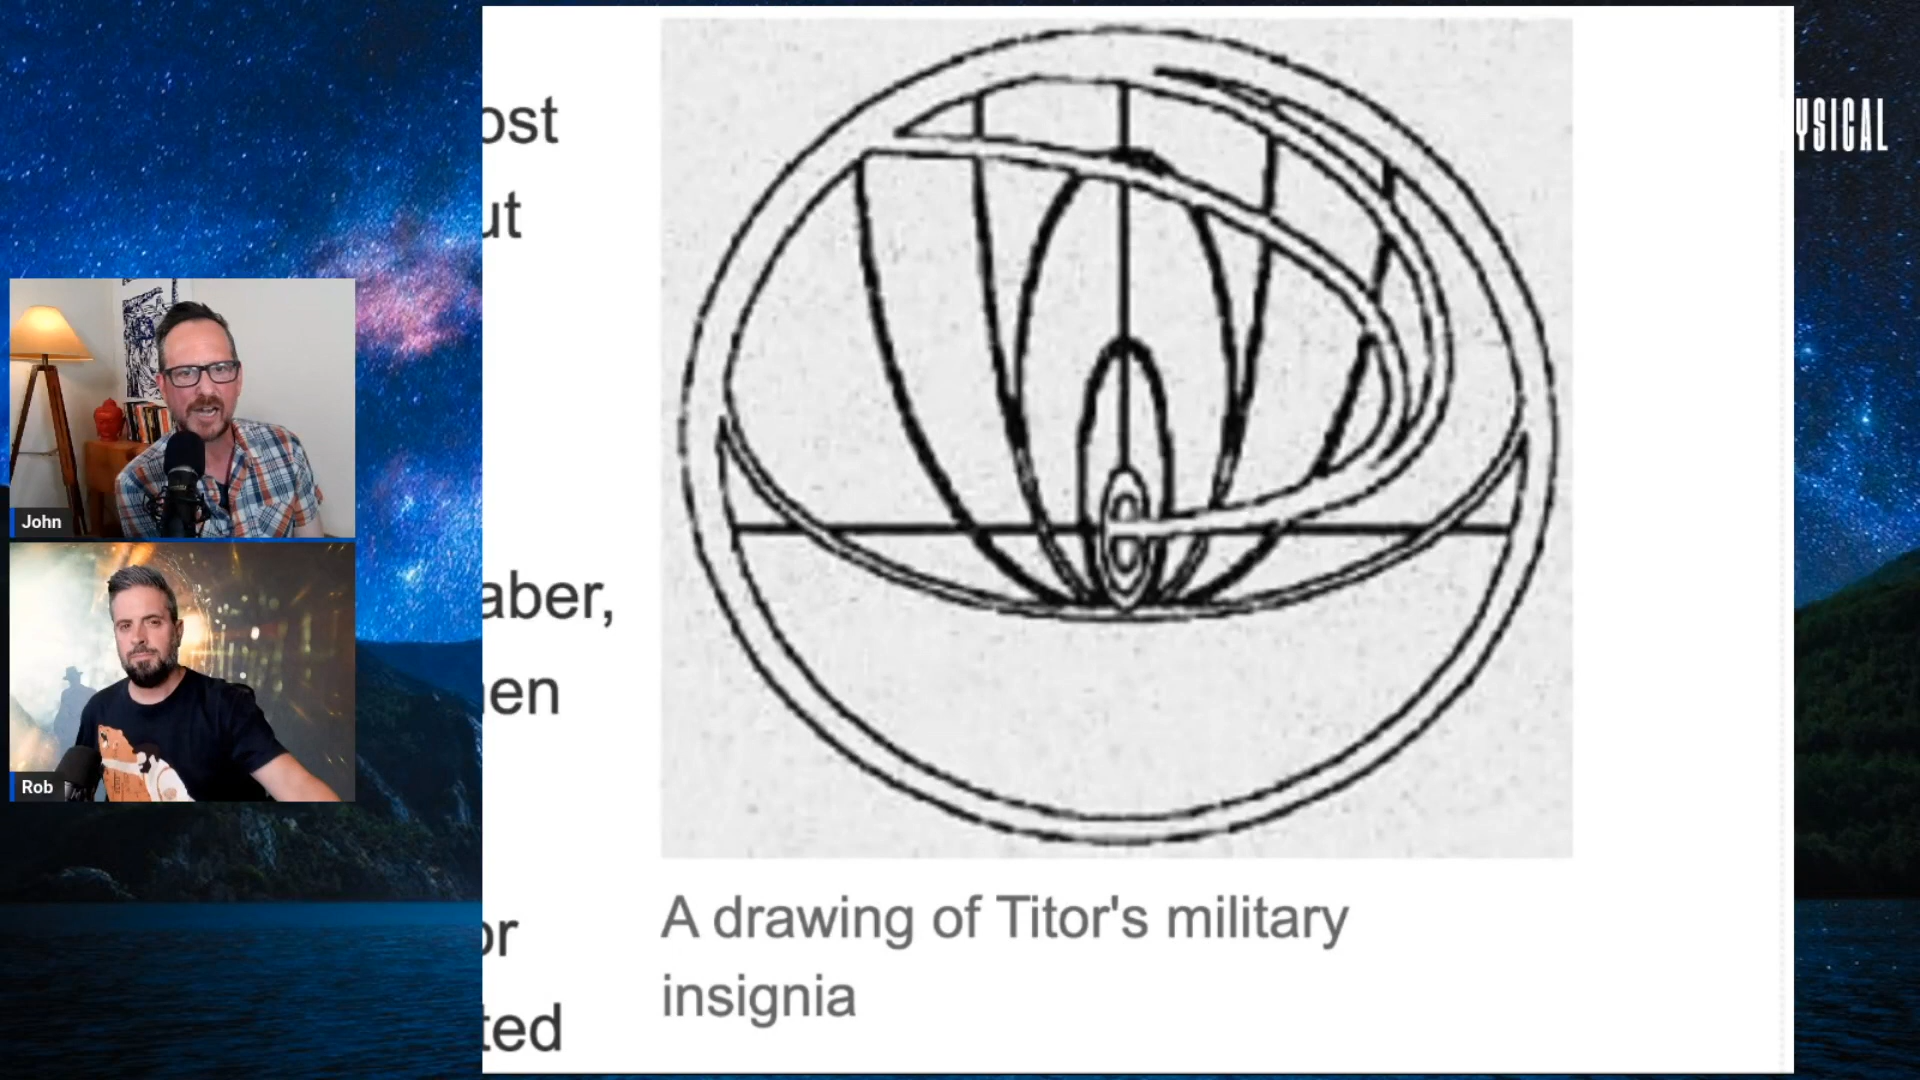 ost
ut
YSICAL
John
aber,
en
Rob
or
A drawing of Titor's military
insignia
ted